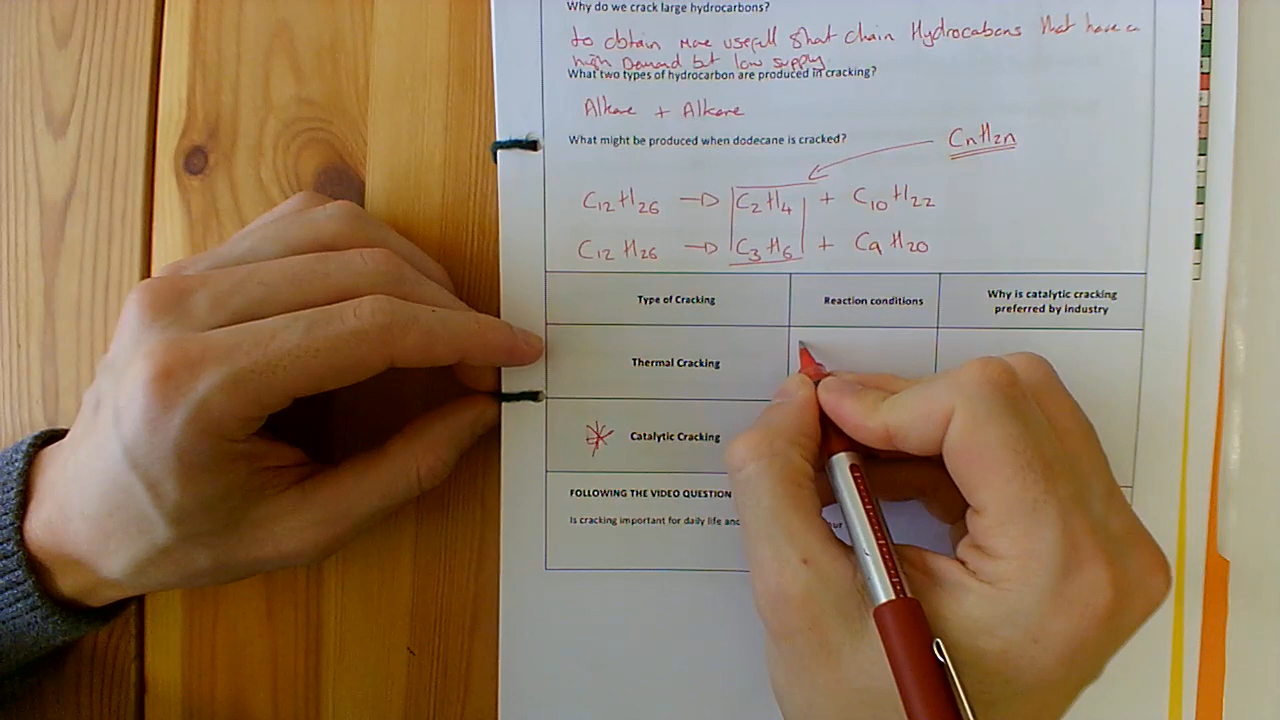 Why do we crack large hydrocarbons?
to obtain more usefull short chain Hydrocabons that have a
high Demand but low supply
What two types of hydrocarbon are produced in cracking?
Alkane + Alkene
What might be produced when dodecane is cracked?
CnH2n
C12H26 → C2H4 + C10H22
C12H26 → C3H6 + C9H20
Type of Cracking
Reaction conditions
Why is catalytic cracking
preferred by industry
Thermal Cracking
Catalytic Cracking
FOLLOWING THE VIDEO QUESTION
Is cracking important for daily life and